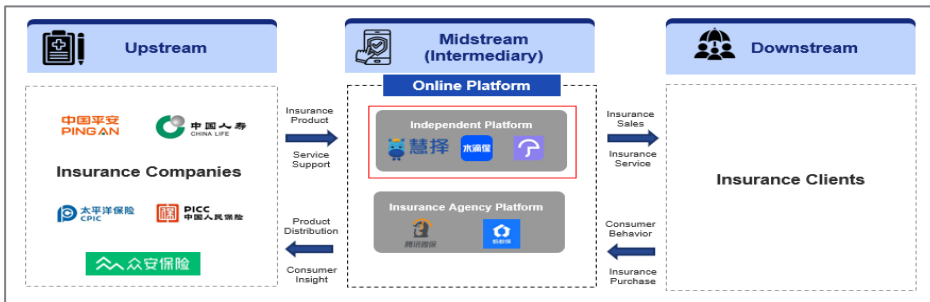 Upstream
Midstream
(Intermediary)
Downstream
Online Platform
中国平安
PING AN
中国人寿
CHINA LIFE
Insurance Companies
太平洋保险
CPIC
PICC
中国人民保险
众安保险
Insurance
Product
Service
Support
Product
Distribution
Consumer
Insight
Independent Platform
慧择
水滴保
Insurance Agency Platform
腾讯微保
蚂蚁保
Insurance
Sales
Insurance
Service
Consumer
Behavior
Insurance
Purchase
Insurance Clients